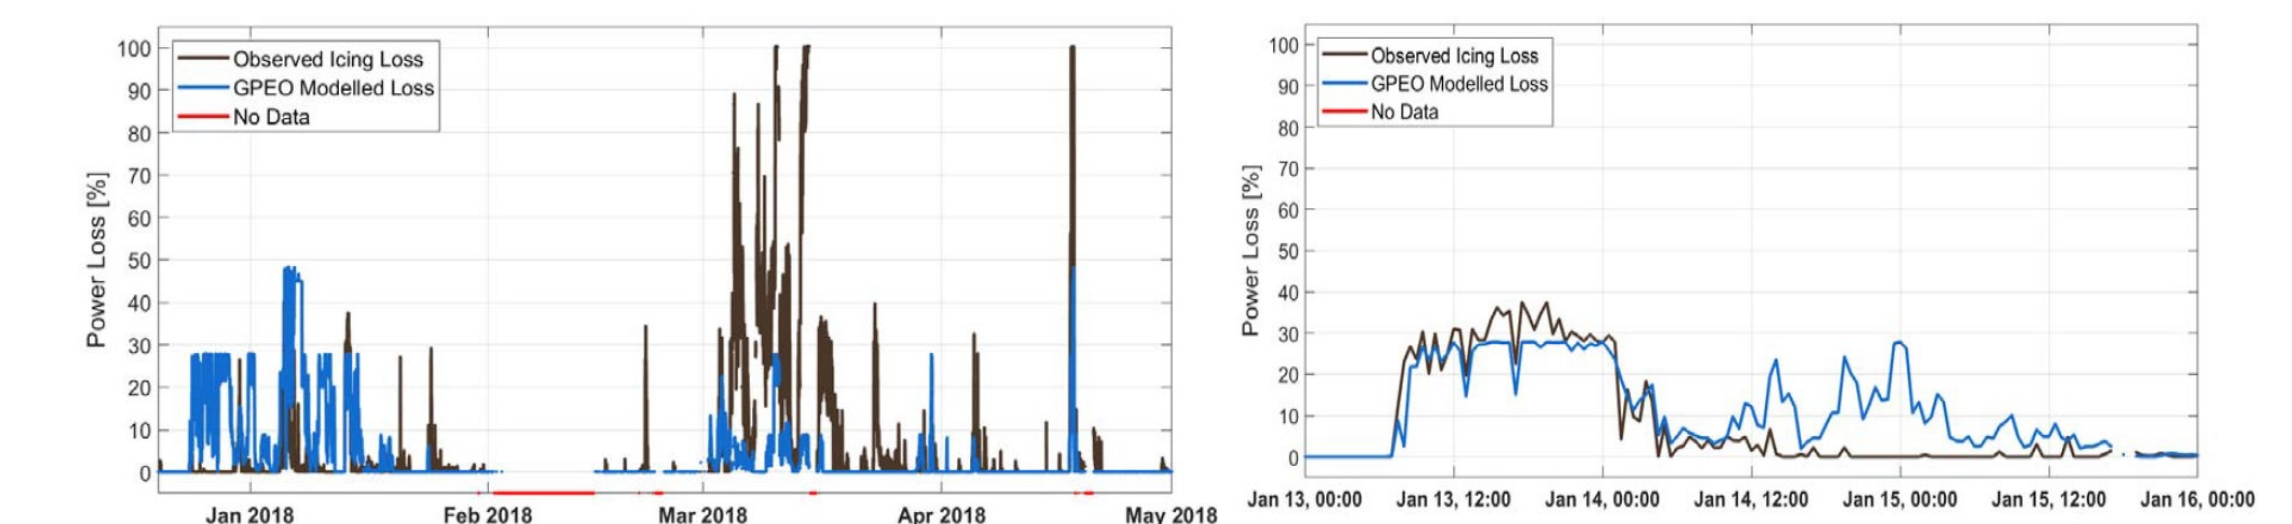 Observed Icing Loss
GPEO Modelled Loss
No Data
Power Loss [%]
100
90
80
70
60
50
40
30
20
10
0
Jan 2018 Feb 2018 Mar 2018 Apr 2018 May 2018
Observed Icing Loss
GPEO Modelled Loss
No Data
Power Loss [%]
100
90
80
70
60
50
40
30
20
10
0
Jan 13, 00:00 Jan 13, 12:00 Jan 14, 00:00 Jan 14, 12:00 Jan 15, 00:00 Jan 15, 12:00 Jan 16, 00:00